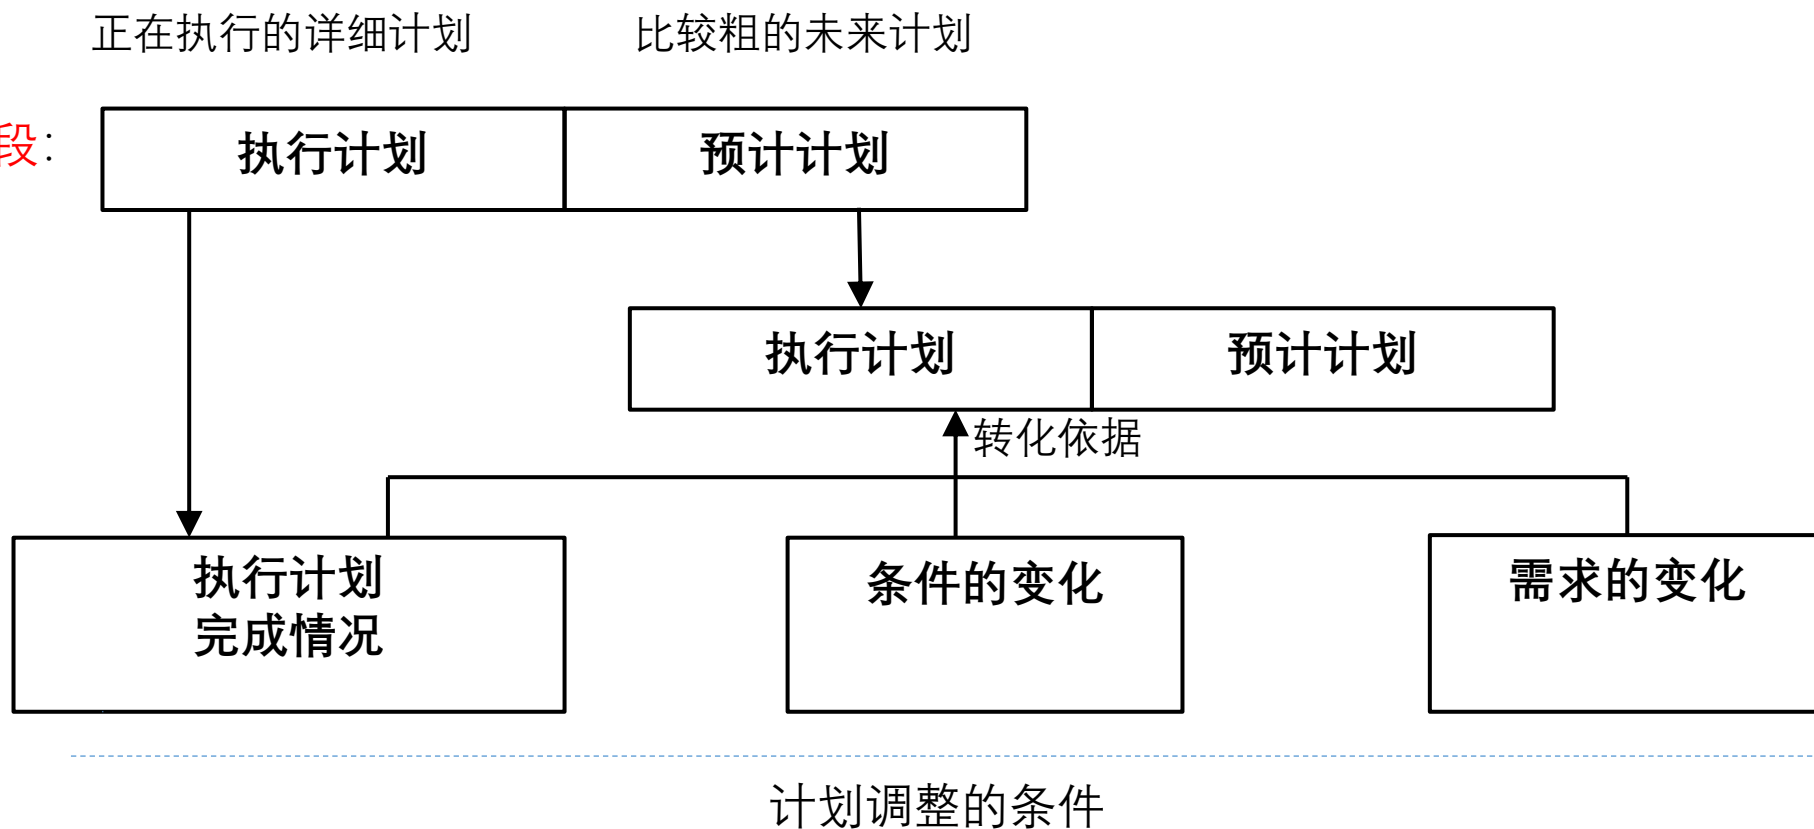 正在执行的详细计划
比较粗的未来计划
段:
执行计划
预计计划
执行计划
预计计划
转化依据
执行计划
完成情况
条件的变化
需求的变化
计划调整的条件